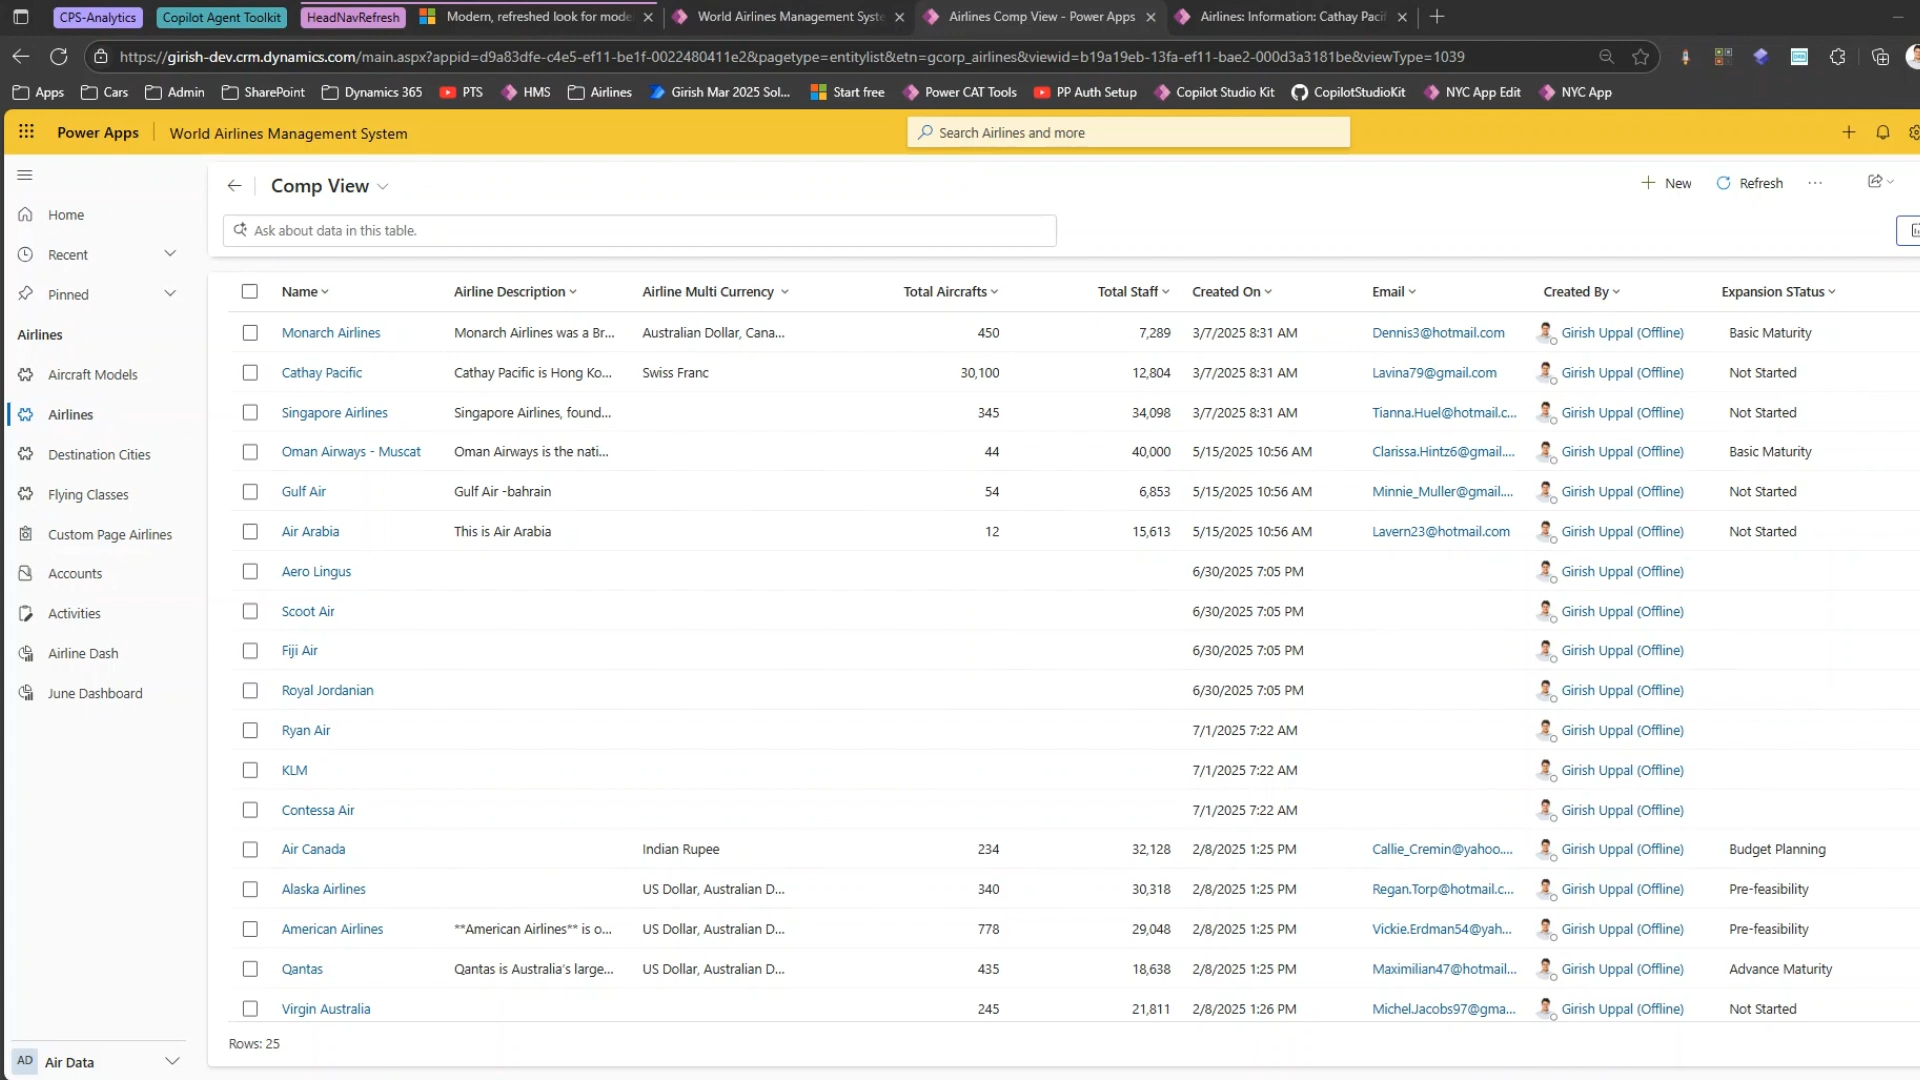 CPS-Analytics
Copilot Agent Toolkit
HeadNavRefresh
Modern, refreshed look for mode
World Airlines Management Syste
Airlines Comp View - Power Apps
Airlines: Information: Cathay Pacif
https://girish-dev.crm.dynamics.com/main.aspx?appid=d9a83dfe-c4e5-ef11-be1f-0022480411e2&pagetype=entitylist&etn=gcorp_airlines&viewid=b19a19eb-13fa-ef11-bae2-000d3a3181be&viewType=1039
Apps Cars Admin SharePoint Dynamics 365 PTS HMS Airlines Girish Mar 2025 Sol... Start free Power CAT Tools PP Auth Setup Copilot Studio Kit CopilotStudioKit NYC App Edit NYC App
Power Apps World Airlines Management System Search Airlines and more
Comp View New Refresh
Ask about data in this table.
Home
Recent
Pinned
Airlines
Aircraft Models
Airlines
Destination Cities
Flying Classes
Custom Page Airlines
Accounts
Activities
Airline Dash
June Dashboard
AD Air Data
Name Airline Description Airline Multi Currency Total Aircrafts Total Staff Created On Email Created By Expansion STatus
Monarch Airlines Monarch Airlines was a Br... Australian Dollar, Cana... 450 7,289 3/7/2025 8:31 AM Dennis3@hotmail.com Girish Uppal (Offline) Basic Maturity
Cathay Pacific Cathay Pacific is Hong Ko... Swiss Franc 30,100 12,804 3/7/2025 8:31 AM Lavina79@gmail.com Girish Uppal (Offline) Not Started
Singapore Airlines Singapore Airlines, found... 345 34,098 3/7/2025 8:31 AM Tianna.Huel@hotmail.c... Girish Uppal (Offline) Not Started
Oman Airways - Muscat Oman Airways is the nati... 44 40,000 5/15/2025 10:56 AM Clarissa.Hintz6@gmail.... Girish Uppal (Offline) Basic Maturity
Gulf Air Gulf Air -bahrain 54 6,853 5/15/2025 10:56 AM Minnie_Muller@gmail.... Girish Uppal (Offline) Not Started
Air Arabia This is Air Arabia 12 15,613 5/15/2025 10:56 AM Lavern23@hotmail.com Girish Uppal (Offline) Not Started
Aero Lingus 6/30/2025 7:05 PM Girish Uppal (Offline)
Scoot Air 6/30/2025 7:05 PM Girish Uppal (Offline)
Fiji Air 6/30/2025 7:05 PM Girish Uppal (Offline)
Royal Jordanian 6/30/2025 7:05 PM Girish Uppal (Offline)
Ryan Air 7/1/2025 7:22 AM Girish Uppal (Offline)
KLM 7/1/2025 7:22 AM Girish Uppal (Offline)
Contessa Air 7/1/2025 7:22 AM Girish Uppal (Offline)
Air Canada Indian Rupee 234 32,128 2/8/2025 1:25 PM Callie_Cremin@yahoo.... Girish Uppal (Offline) Budget Planning
Alaska Airlines US Dollar, Australian D... 340 30,318 2/8/2025 1:25 PM Regan.Torp@hotmail.c... Girish Uppal (Offline) Pre-feasibility
American Airlines **American Airlines** is o... US Dollar, Australian D... 778 29,048 2/8/2025 1:25 PM Vickie.Erdman54@yah... Girish Uppal (Offline) Pre-feasibility
Qantas Qantas is Australia's large... US Dollar, Australian D... 435 18,638 2/8/2025 1:25 PM Maximilian47@hotmail... Girish Uppal (Offline) Advance Maturity
Virgin Australia 245 21,811 2/8/2025 1:26 PM Michel.Jacobs97@gma... Girish Uppal (Offline) Not Started
Rows: 25